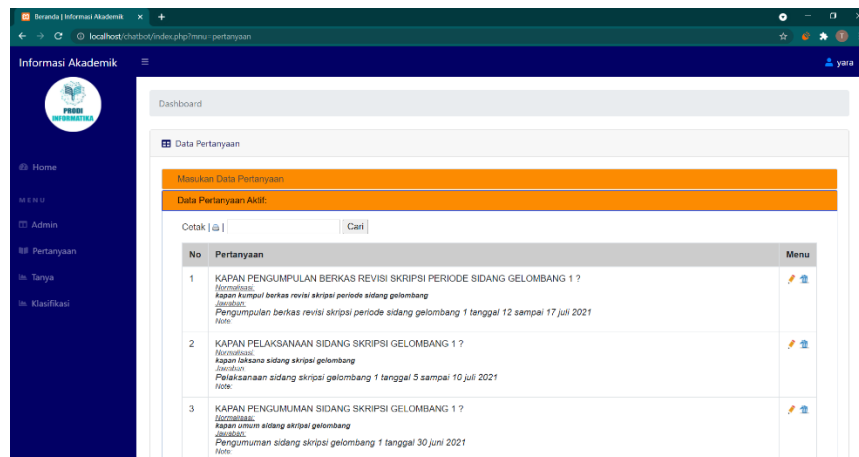 Beranda | Informasi Akademik
localhost/chatbot/index.php?mnu=pertanyaan
Informasi Akademik
yara
PRODI
INFORMATIKA
Dashboard
Data Pertanyaan
Home
Masukan Data Pertanyaan
MENU
Data Pertanyaan Aktif:
Admin
Cetak | | Cari
Pertanyaan
No Pertanyaan Menu
Tanya
1 KAPAN PENGUMPULAN BERKAS REVISI SKRIPSI PERIODE SIDANG GELOMBANG 1 ?
Normalisasi:
kapan kumpul berkas revisi skripsi periode sidang gelombang
Jawaban:
Pengumpulan berkas revisi skripsi periode sidang gelombang 1 tanggal 12 sampai 17 juli 2021
Note:
Klasifikasi
2 KAPAN PELAKSANAAN SIDANG SKRIPSI GELOMBANG 1 ?
Normalisasi:
kapan laksana sidang skripsi gelombang
Jawaban:
Pelaksanaan sidang skripsi gelombang 1 tanggal 5 sampai 10 juli 2021
Note:
3 KAPAN PENGUMUMAN SIDANG SKRIPSI GELOMBANG 1 ?
Normalisasi:
kapan umum sidang skripsi gelombang
Jawaban:
Pengumuman sidang skripsi gelombang 1 tanggal 30 juni 2021
Note: